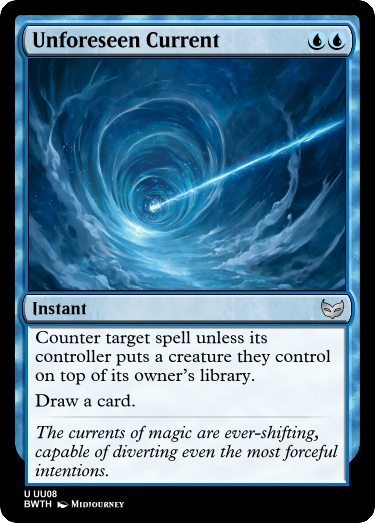 Unforeseen Current
Instant
Counter target spell unless its
controller puts a creature they control
on top of its owner's library.
Draw a card.
The currents of magic are ever-shifting,
capable of diverting even the most forceful
intentions.
U UU08
BWTH Midjourney